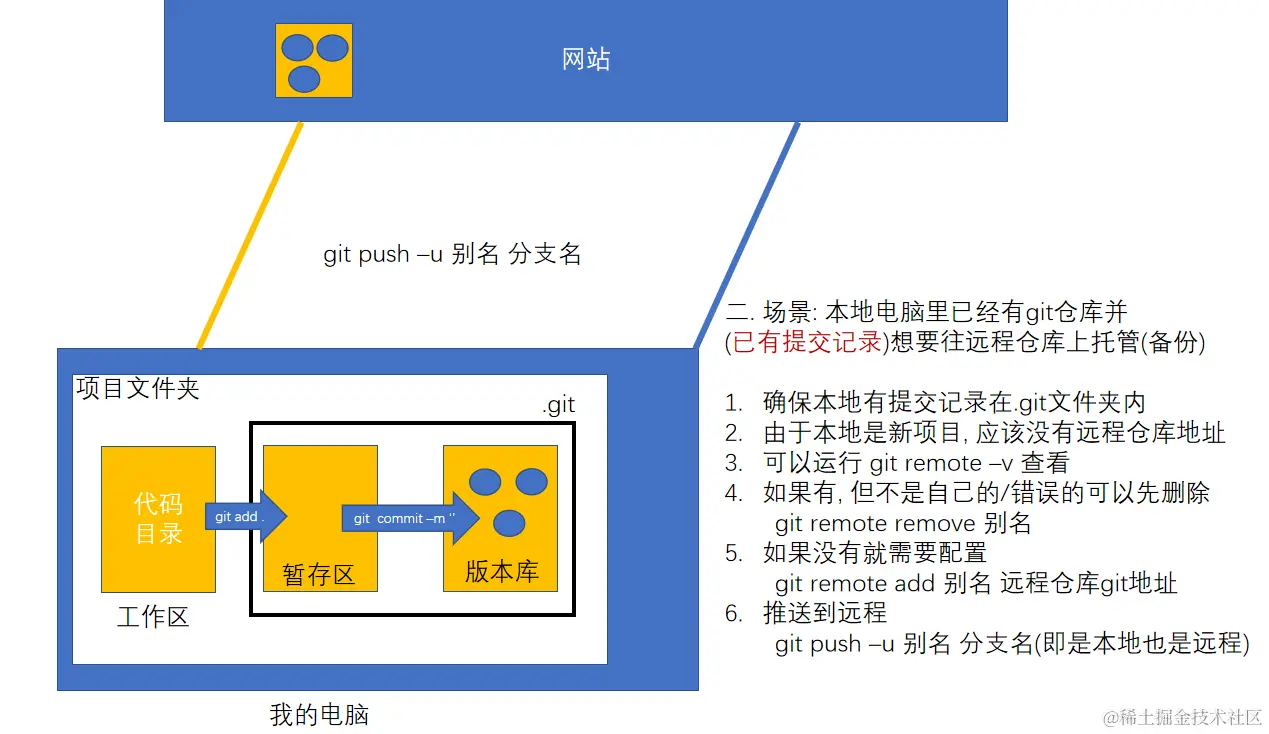 网站
git push –u 别名 分支名
二. 场景: 本地电脑里已经有git仓库并
(已有提交记录)想要往远程仓库上托管(备份)
1. 确保本地有提交记录在.git文件夹内
2. 由于本地是新项目, 应该没有远程仓库地址
3. 可以运行 git remote –v 查看
4. 如果有, 但不是自己的/错误的可以先删除
git remote remove 别名
5. 如果没有就需要配置
git remote add 别名 远程仓库git地址
6. 推送到远程
git push –u 别名 分支名(即是本地也是远程)
项目文件夹
.git
代码
目录
git add .
git commit –m ‘’
暂存区
版本库
工作区
我的电脑
@稀土掘金技术社区